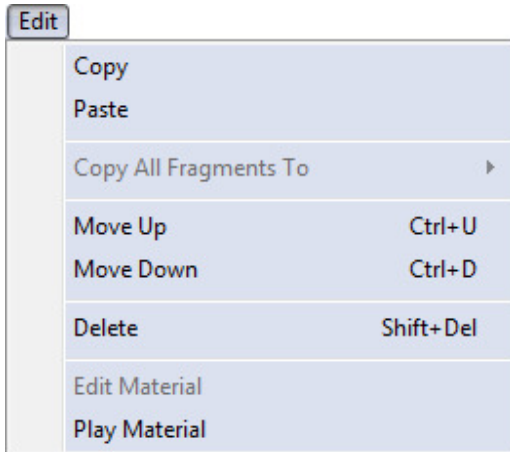 Edit
Copy
Paste
Copy All Fragments To
Move Up Ctrl+U
Move Down Ctrl+D
Delete Shift+Del
Edit Material
Play Material